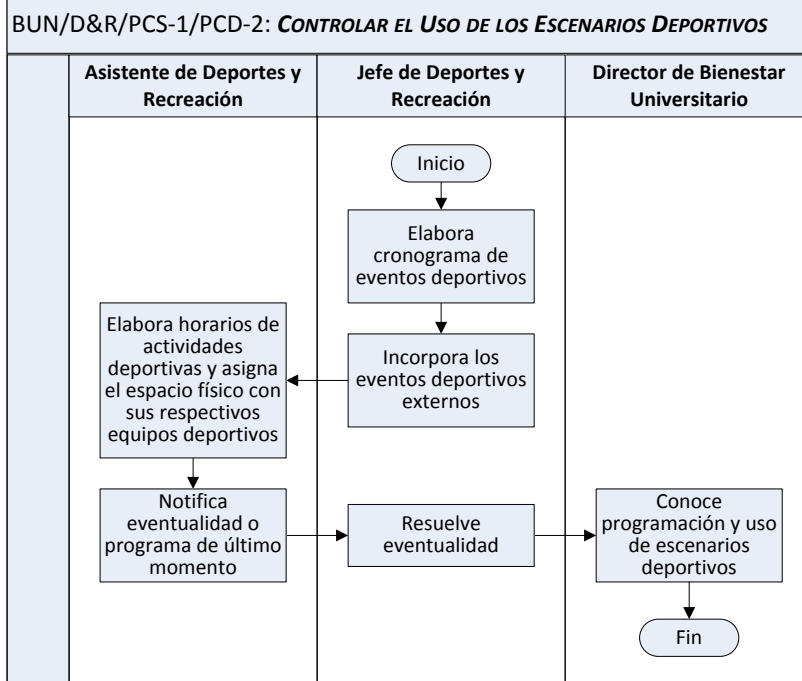 BUN/D&R/PCS-1/PCD-2: CONTROLAR EL USO DE LOS ESCENARIOS DEPORTIVOS
Asistente de Deportes y
Recreación
Jefe de Deportes y
Recreación
Director de Bienestar
Universitario
Inicio
Elabora
cronograma de
eventos deportivos
Incorpora los
eventos deportivos
externos
Elabora horarios de
actividades
deportivas y asigna
el espacio físico con
sus respectivos
equipos deportivos
Notifica
eventualidad o
programa de último
momento
Resuelve
eventualidad
Conoce
programación y uso
de escenarios
deportivos
Fin